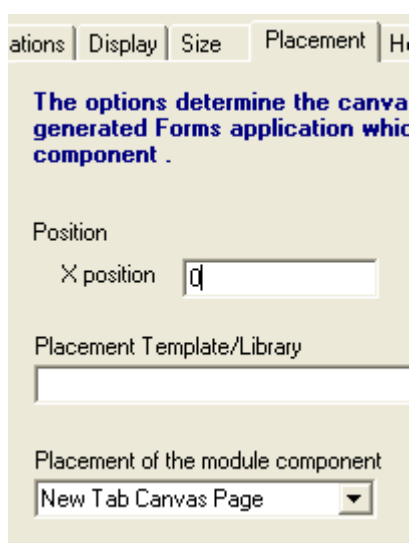 ations Display Size Placement H
The options determine the canva
generated Forms application whic
component .
Position
X position 0
Placement Template/Library
Placement of the module component
New Tab Canvas Page